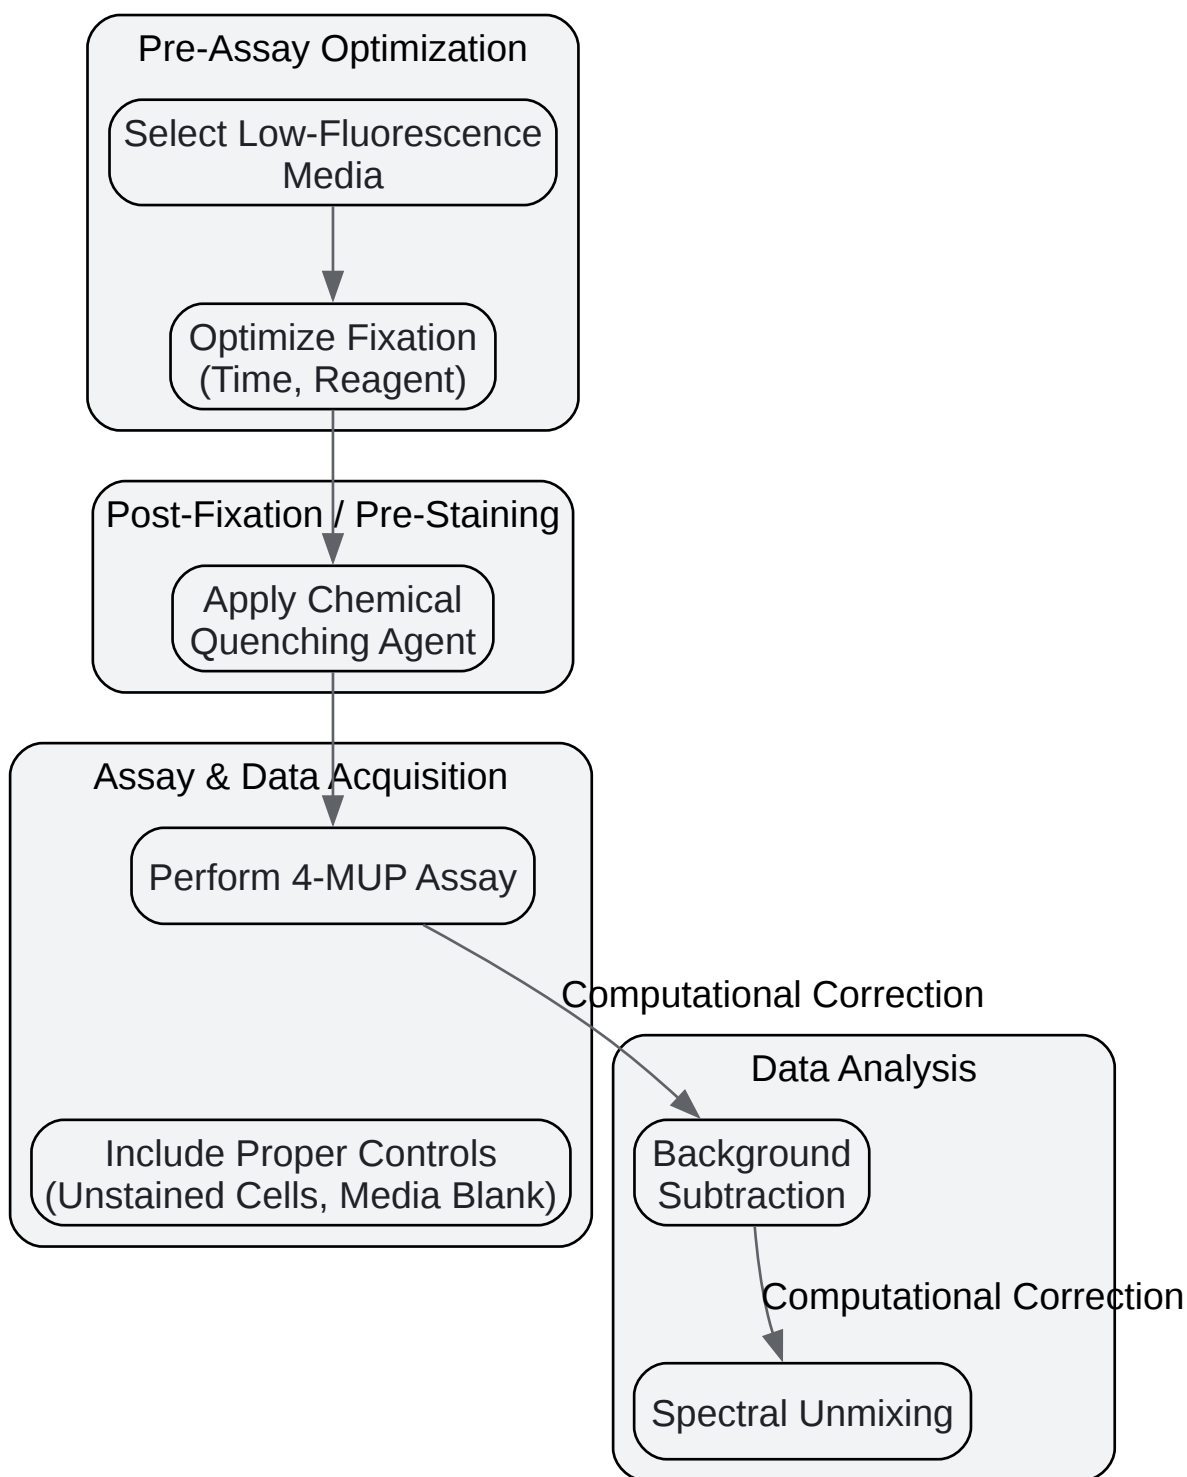 Pre-Assay Optimization
Select Low-Fluorescence
Media
Optimize Fixation
(Time, Reagent)
Post-Fixation / Pre-Staining
Apply Chemical
Quenching Agent
Assay & Data Acquisition
Perform 4-MUP Assay
Computational Correction
Data Analysis
Include Proper Controls
(Unstained Cells, Media Blank)
Background
Subtraction
Computational Correction
Spectral Unmixing